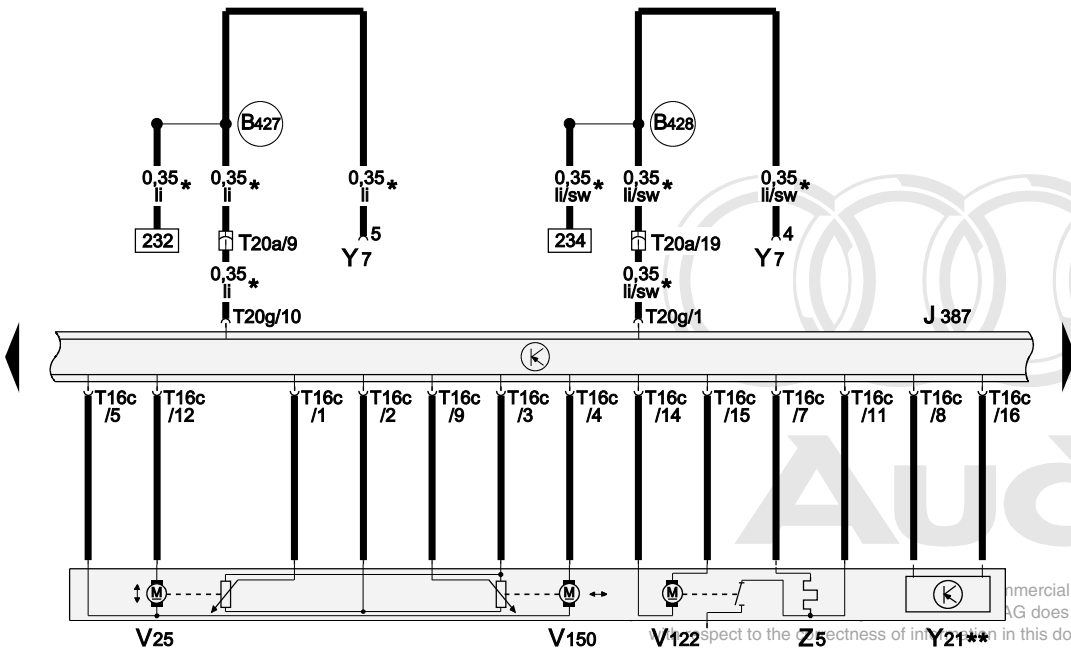 B427
B428
0,35 * li
0,35 * li
0,35 * li
0,35 * li/sw
0,35 * li/sw
0,35 * li/sw
232
T20a/9
5
Y7
234
T20a/19
4
Y7
0,35 * li
0,35 * li/sw
T20g/10
T20g/1
J 387
T16c /5
T16c /12
T16c /1
T16c /2
T16c /9
T16c /3
T16c /4
T16c /14
T16c /15
T16c /7
T16c /11
T16c /8
T16c /16
Audi
M
M
M
mmercial
AG does
with respect to the correctness of information in this do
V25
V150
V122
Z5
Y21**